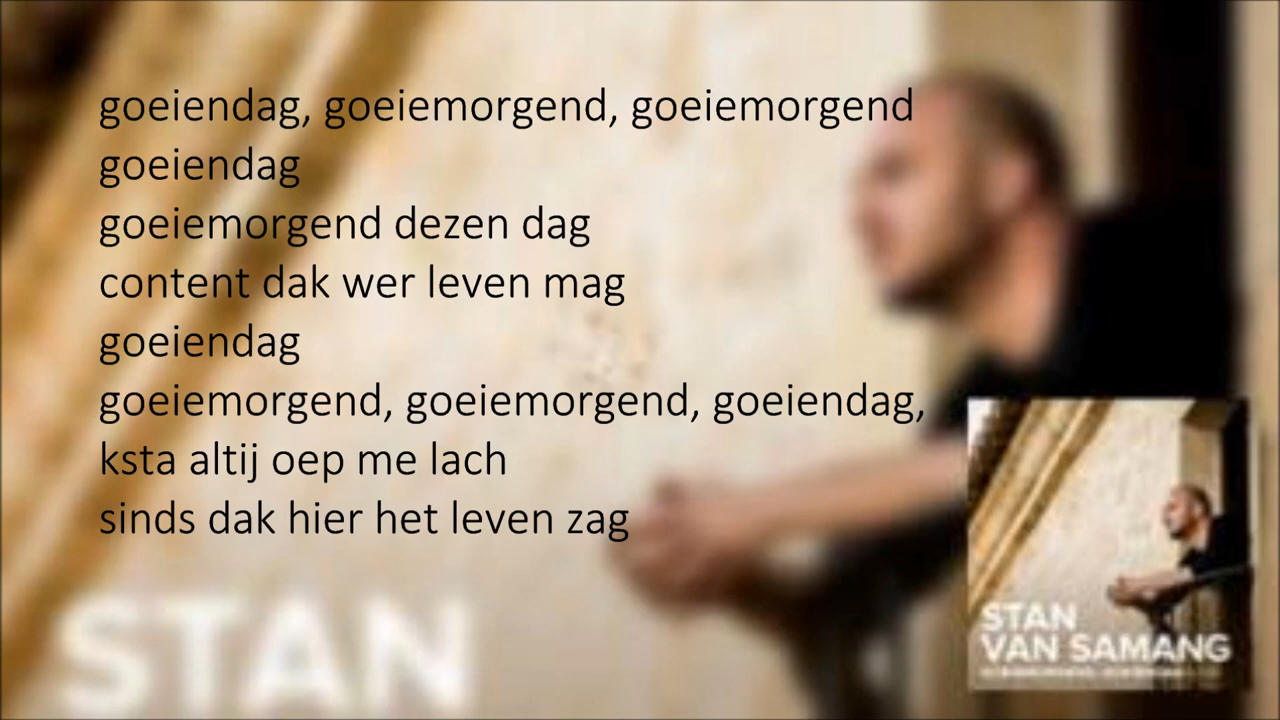 goeiendag, goeiemorgend, goeiemorgend
goeiendag
goeiemorgend dezen dag
content dak wer leven mag
goeiendag
goeiemorgend, goeiemorgend, goeiendag,
ksta altij oep me lach
sinds dak hier het leven zag
STAN
STAN
VAN SAMANG